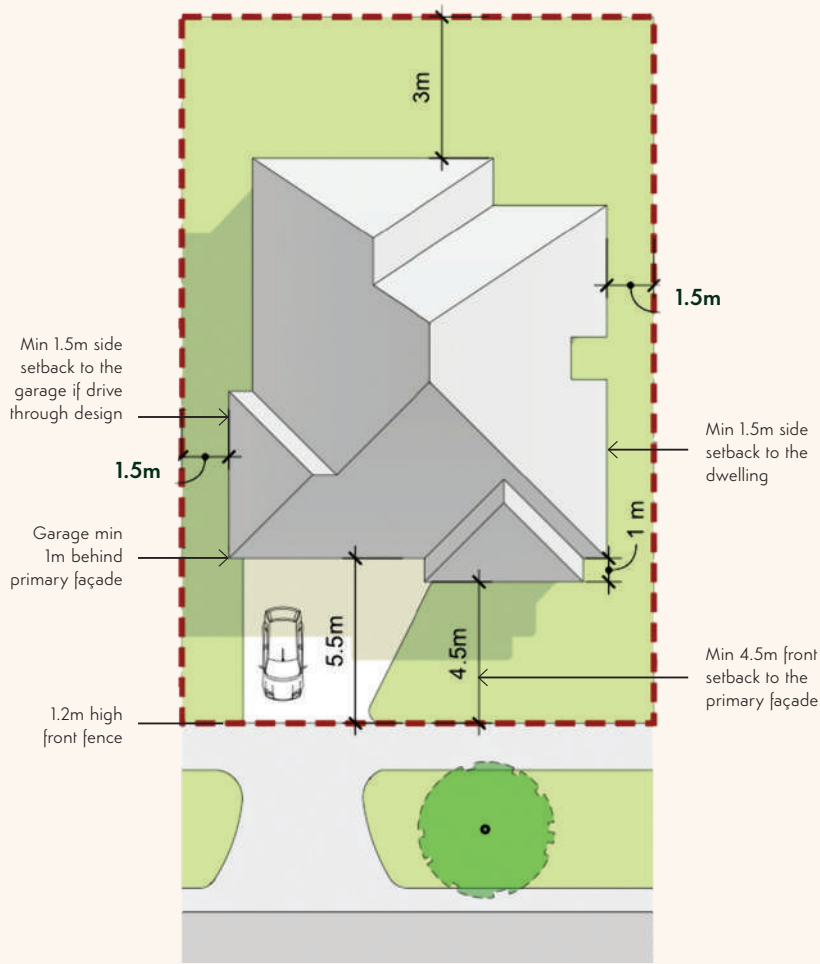 3m
1.5m
Min 1.5m side
setback to the
garage if drive
through design
1.5m
Min 1.5m side
setback to the
dwelling
Garage min
1m behind
primary façade
1 m
5.5m
4.5m
Min 4.5m front
setback to the
primary façade
1.2m high
front fence